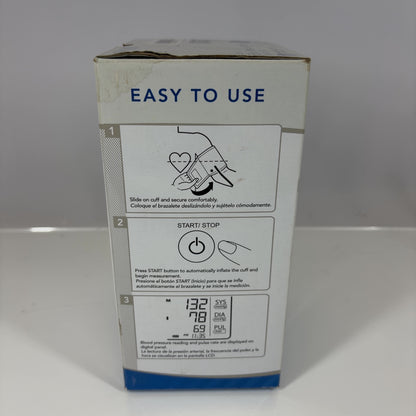 EASY TO USE
1
Slide on cuff and secure comfortably.
Coloque el brazalete deslizándolo y sujételo cómodamente.
2
START/ STOP
Press START button to automatically inflate the cuff and
begin measurement.
Presione el botón START (Inicio) para que se infle
automáticamente el brazalete y se inicie la medición.
3
M
132 SYS
78 DIA
69 PUL
PM 11:35
Blood pressure reading and pulse rate are displayed on
digital panel.
La lectura de la presión arterial, la frecuencia del pulso y la
hora se visualizan en la pantalla LCD.